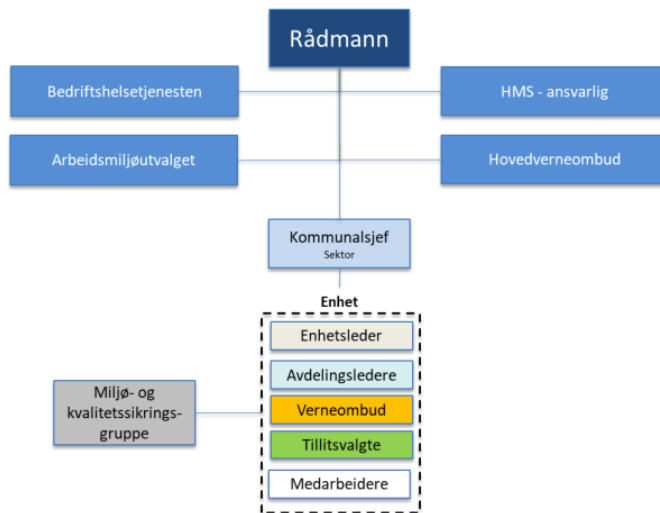 Rådmann
Bedriftshelsetjenesten
HMS - ansvarlig
Arbeidsmiljøutvalget
Hovedverneombud
Kommunalsjef
Sektor
Enhet
Enhetsleder
Avdelingsledere
Miljø- og
kvalitetssikrings-
gruppe
Verneombud
Tillitsvalgte
Medarbeidere